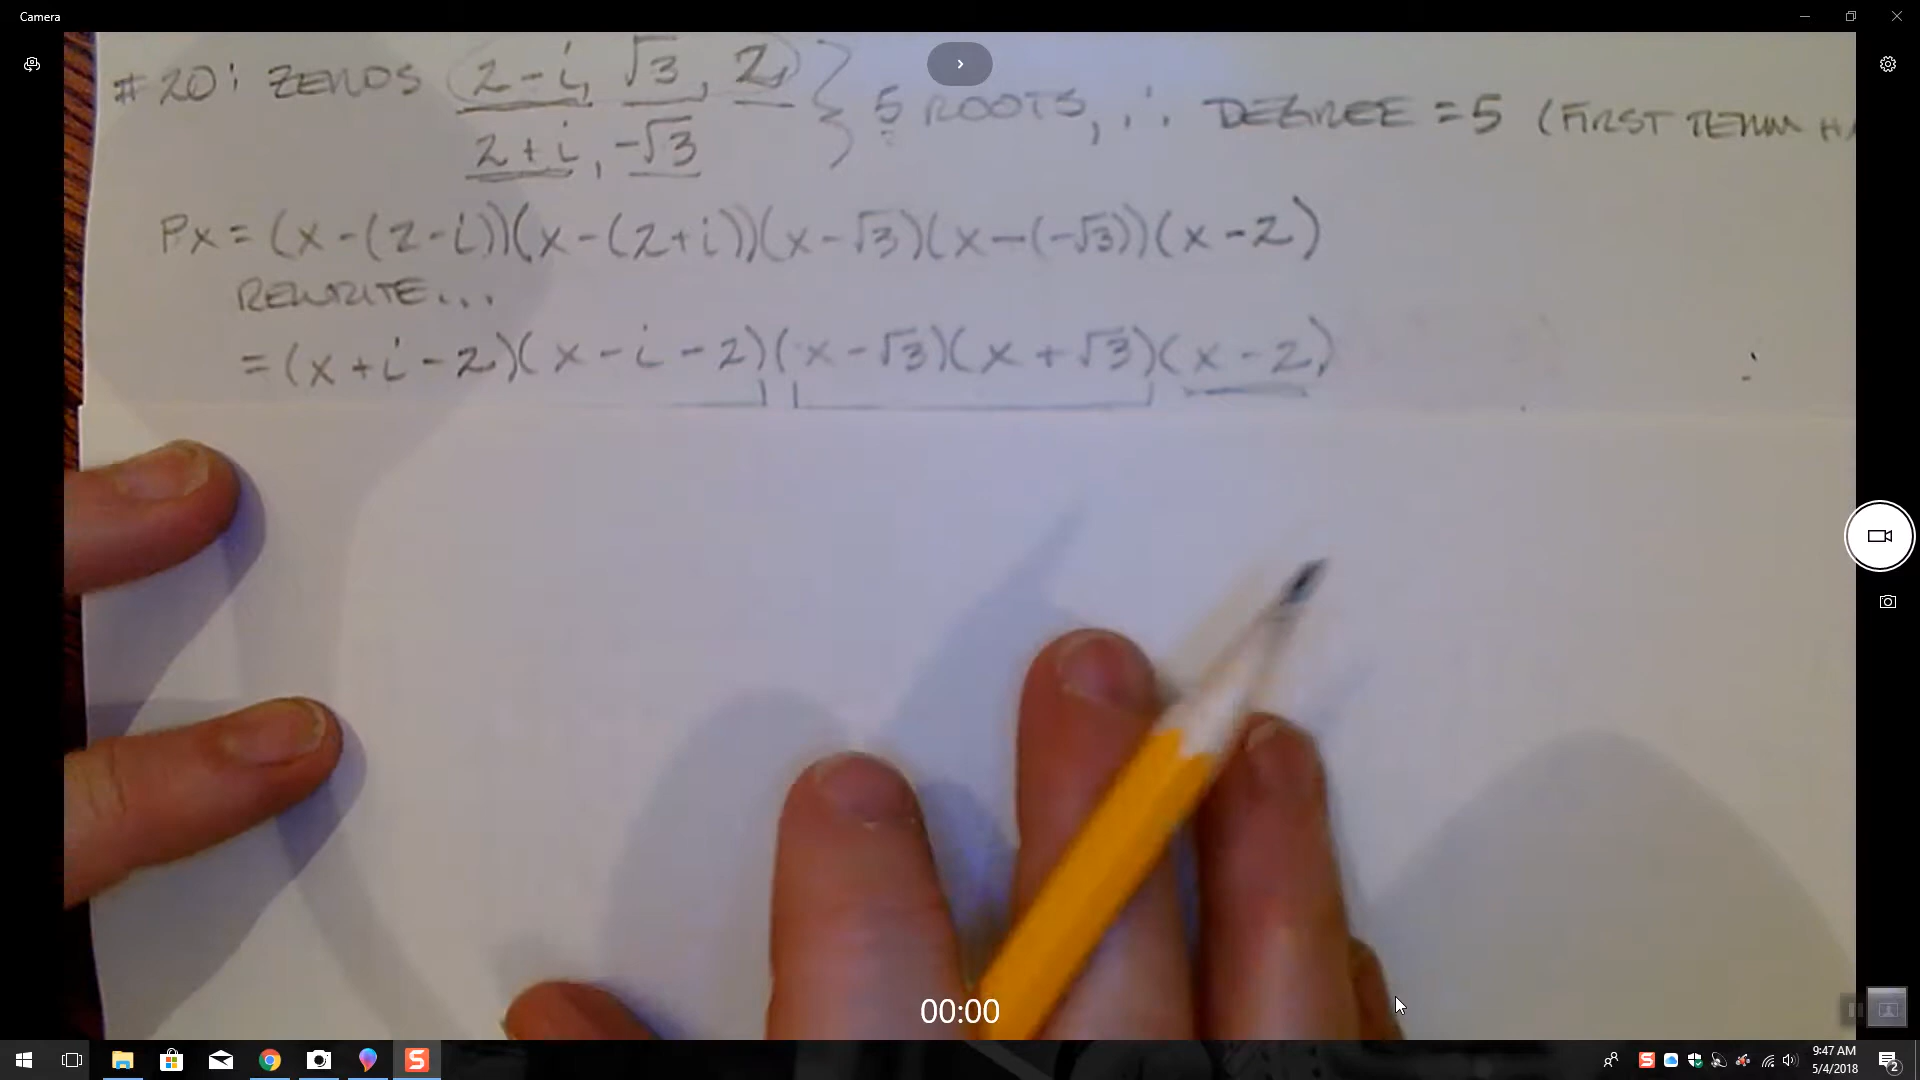 Camera
#20: ZEROS 2-i, √3, 2, } 5 ROOTS, ∴ DEGREE = 5 (FIRST TERM
2+i, -√3
Px = (x-(2-i))(x-(2+i))(x-√3)(x-(-√3))(x-2)
REWRITE...
= (x+i-2)(x-i-2)(x-√3)(x+√3)(x-2)
00:00
9:47 AM
5/4/2018
2